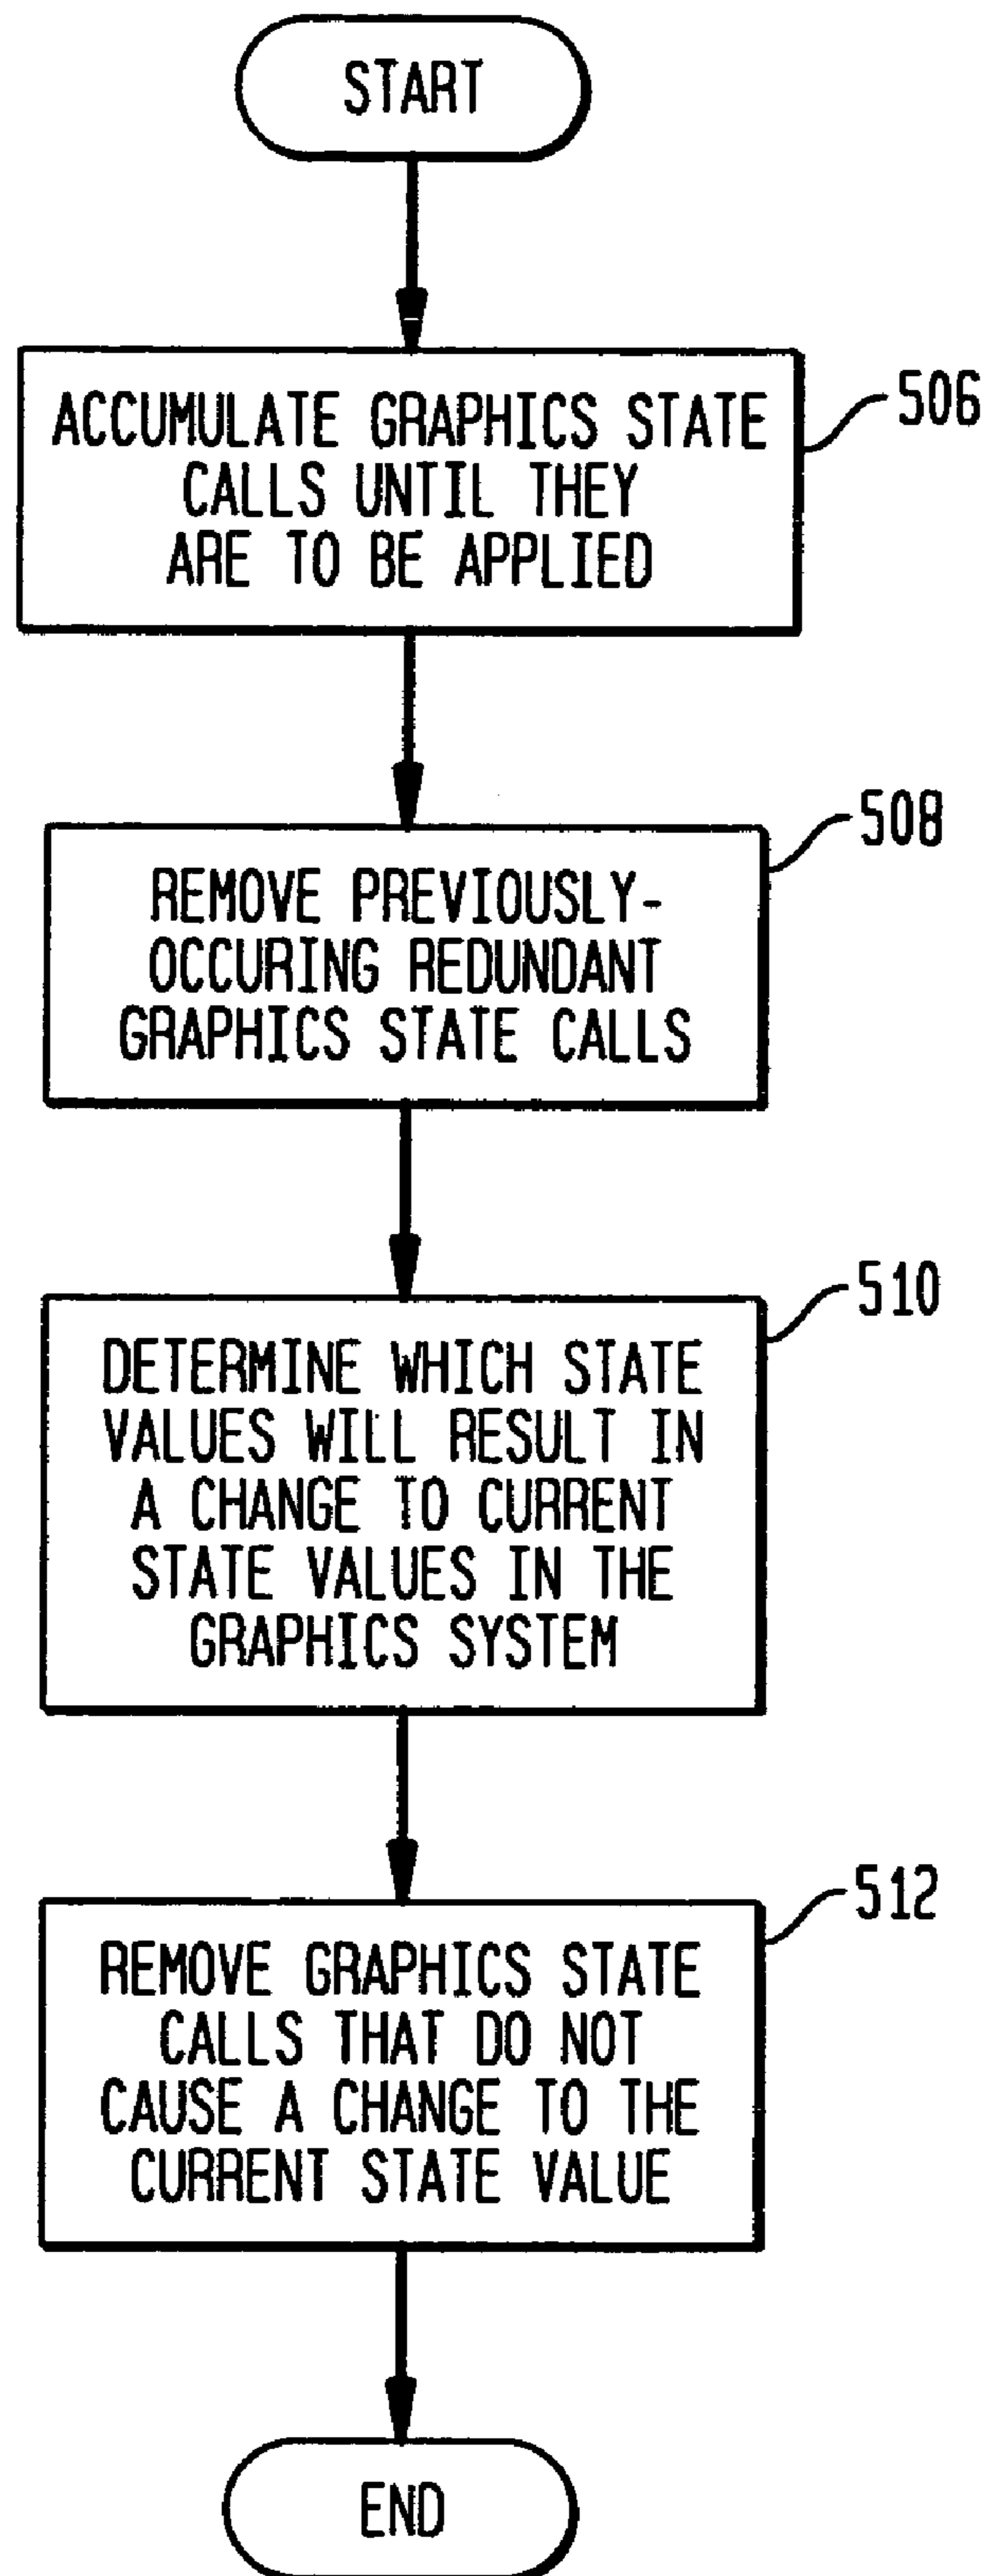 START
ACCUMULATE GRAPHICS STATE
CALLS UNTIL THEY
ARE TO BE APPLIED
506
REMOVE PREVIOUSLY-
OCCURING REDUNDANT
GRAPHICS STATE CALLS
508
DETERMINE WHICH STATE
VALUES WILL RESULT IN
A CHANGE TO CURRENT
STATE VALUES IN THE
GRAPHICS SYSTEM
510
REMOVE GRAPHICS STATE
CALLS THAT DO NOT
CAUSE A CHANGE TO THE
CURRENT STATE VALUE
512
END